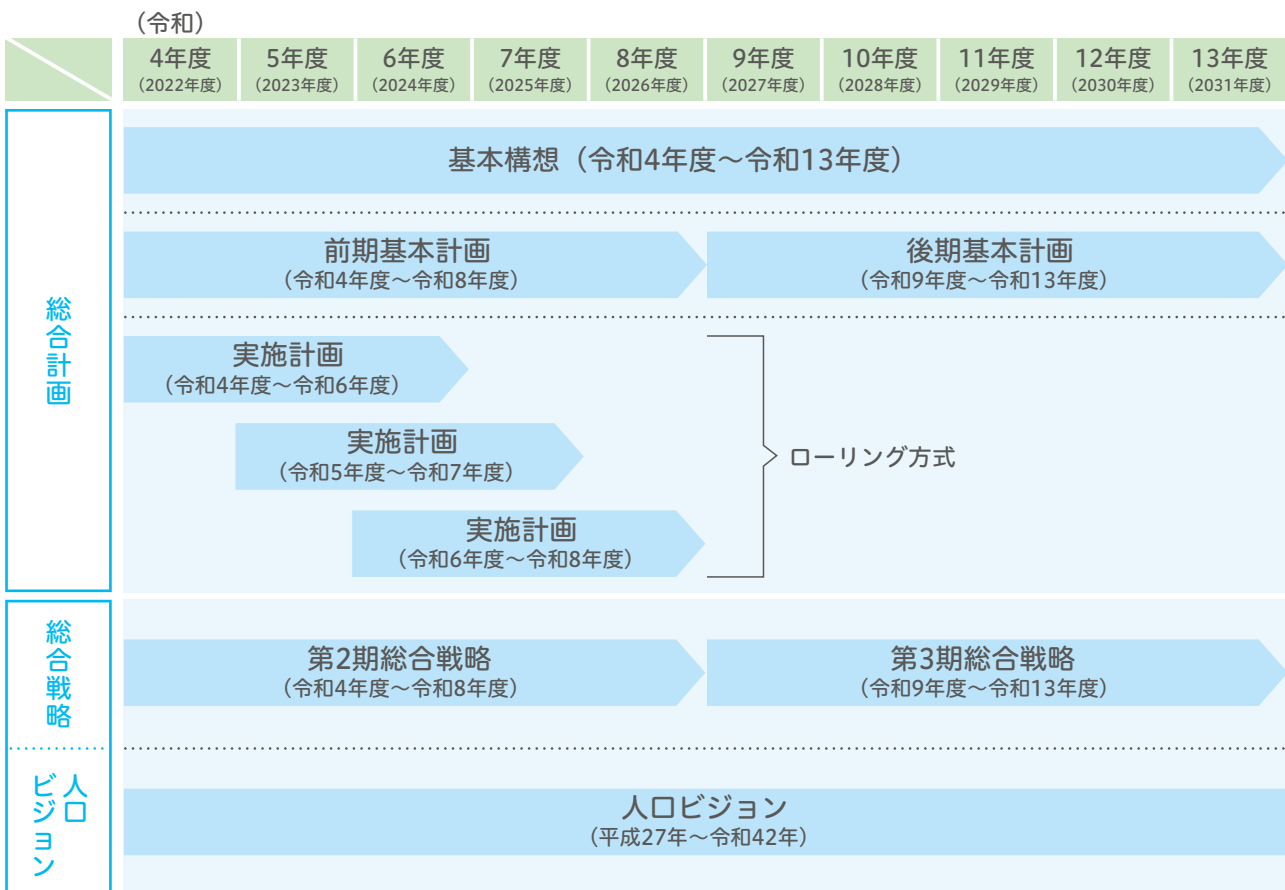 （令和）
4年度 5年度 6年度 7年度 8年度 9年度 10年度 11年度 12年度 13年度
（2022年度） （2023年度） （2024年度） （2025年度） （2026年度） （2027年度） （2028年度） （2029年度） （2030年度） （2031年度）
総合計画
基本構想（令和4年度～令和13年度）
前期基本計画
（令和4年度～令和8年度）
後期基本計画
（令和9年度～令和13年度）
実施計画
（令和4年度～令和6年度）
実施計画
（令和5年度～令和7年度）
実施計画
（令和6年度～令和8年度）
ローリング方式
総合戦略
第2期総合戦略
（令和4年度～令和8年度）
第3期総合戦略
（令和9年度～令和13年度）
人口
ビジョン
人口ビジョン
（平成27年～令和42年）